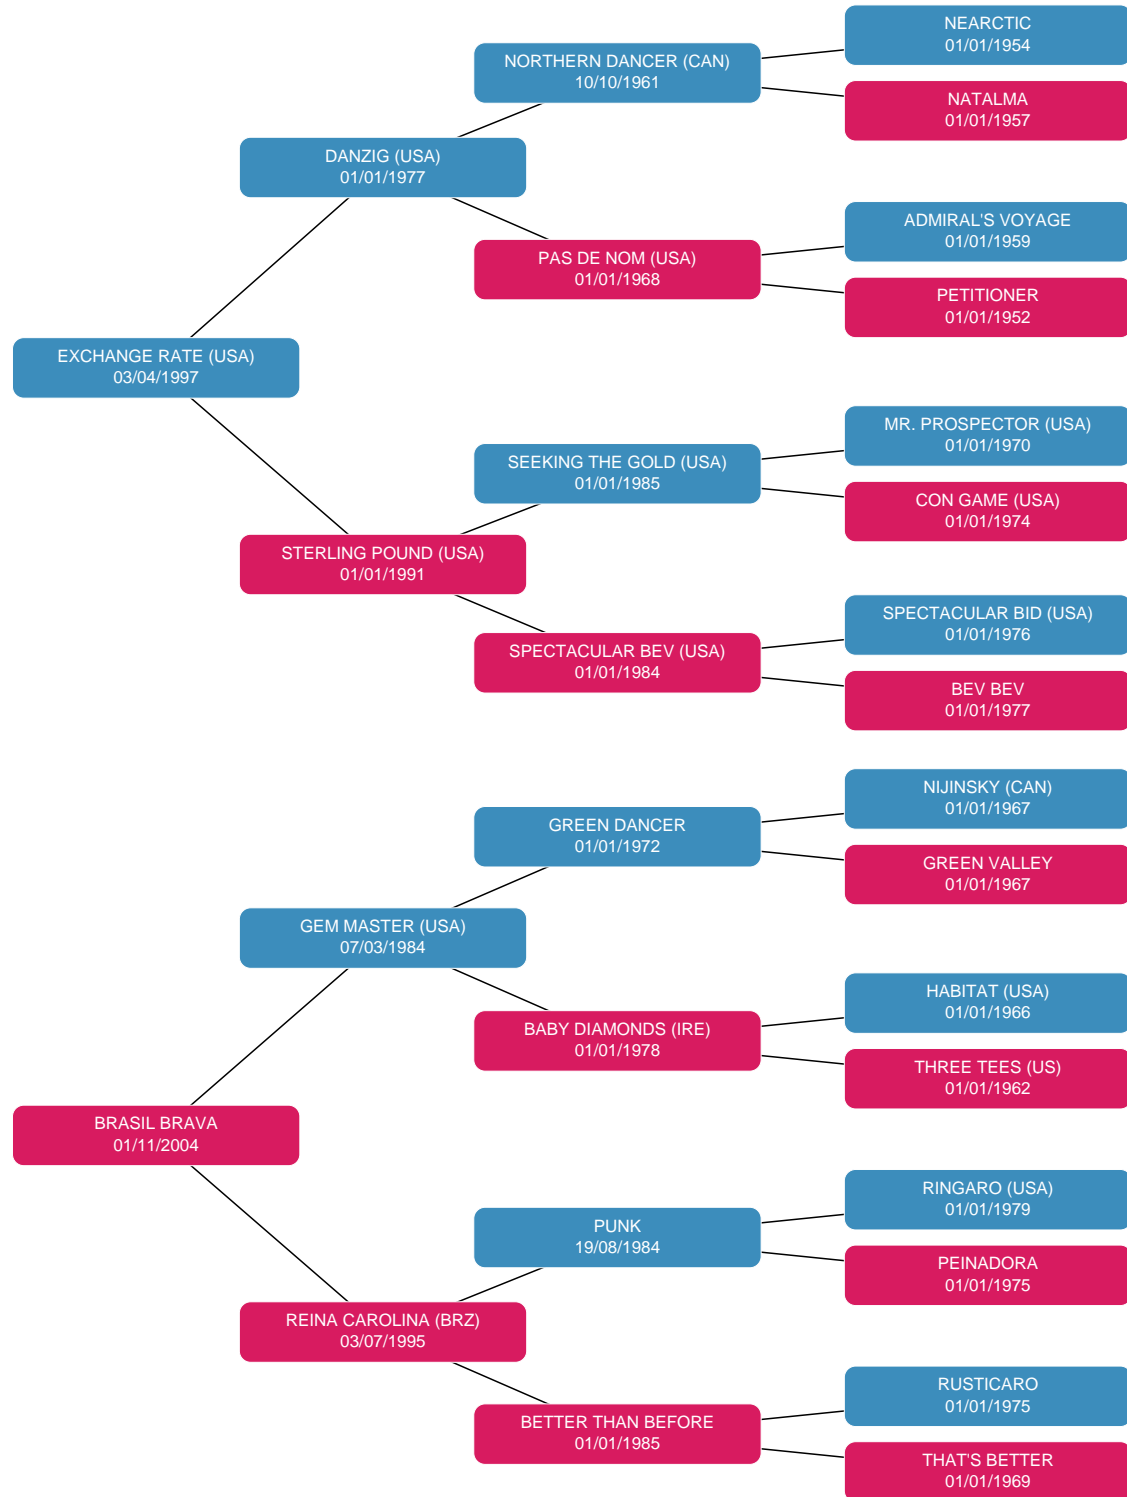 NEARCTIC
01/01/1954
NORTHERN DANCER (CAN)
10/10/1961
NATALMA
01/01/1957
DANZIG (USA)
01/01/1977
ADMIRAL'S VOYAGE
01/01/1959
PAS DE NOM (USA)
01/01/1968
PETITIONER
01/01/1952
EXCHANGE RATE (USA)
03/04/1997
MR. PROSPECTOR (USA)
01/01/1970
SEEKING THE GOLD (USA)
01/01/1985
CON GAME (USA)
01/01/1974
STERLING POUND (USA)
01/01/1991
SPECTACULAR BID (USA)
01/01/1976
SPECTACULAR BEV (USA)
01/01/1984
BEV BEV
01/01/1977
NIJINSKY (CAN)
01/01/1967
GREEN DANCER
01/01/1972
GREEN VALLEY
01/01/1967
GEM MASTER (USA)
07/03/1984
HABITAT (USA)
01/01/1966
BABY DIAMONDS (IRE)
01/01/1978
THREE TEES (US)
01/01/1962
BRASIL BRAVA
01/11/2004
RINGARO (USA)
01/01/1979
PUNK
19/08/1984
PEINADORA
01/01/1975
REINA CAROLINA (BRZ)
03/07/1995
RUSTICARO
01/01/1975
BETTER THAN BEFORE
01/01/1985
THAT'S BETTER
01/01/1969